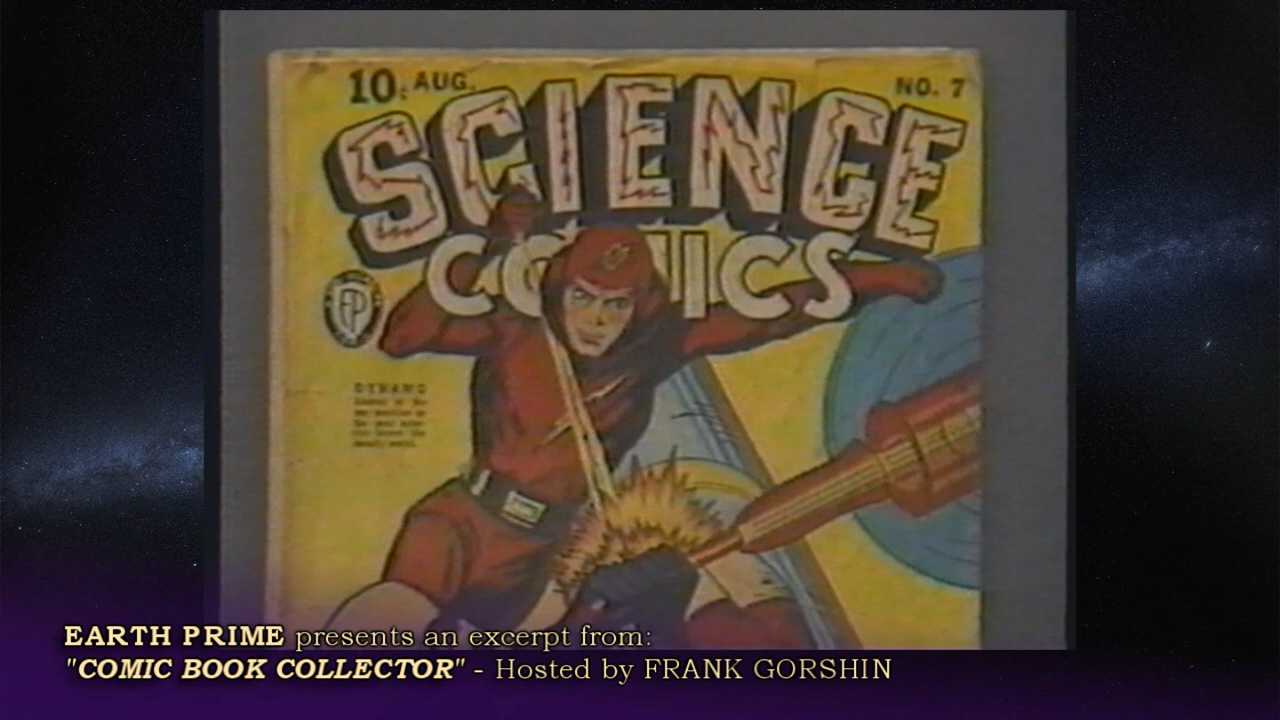 10¢ AUG.
NO. 7
SCIENCE
COMICS
FP
DYNAMO
EARTH PRIME presents an excerpt from:
"COMIC BOOK COLLECTOR" - Hosted by FRANK GORSHIN